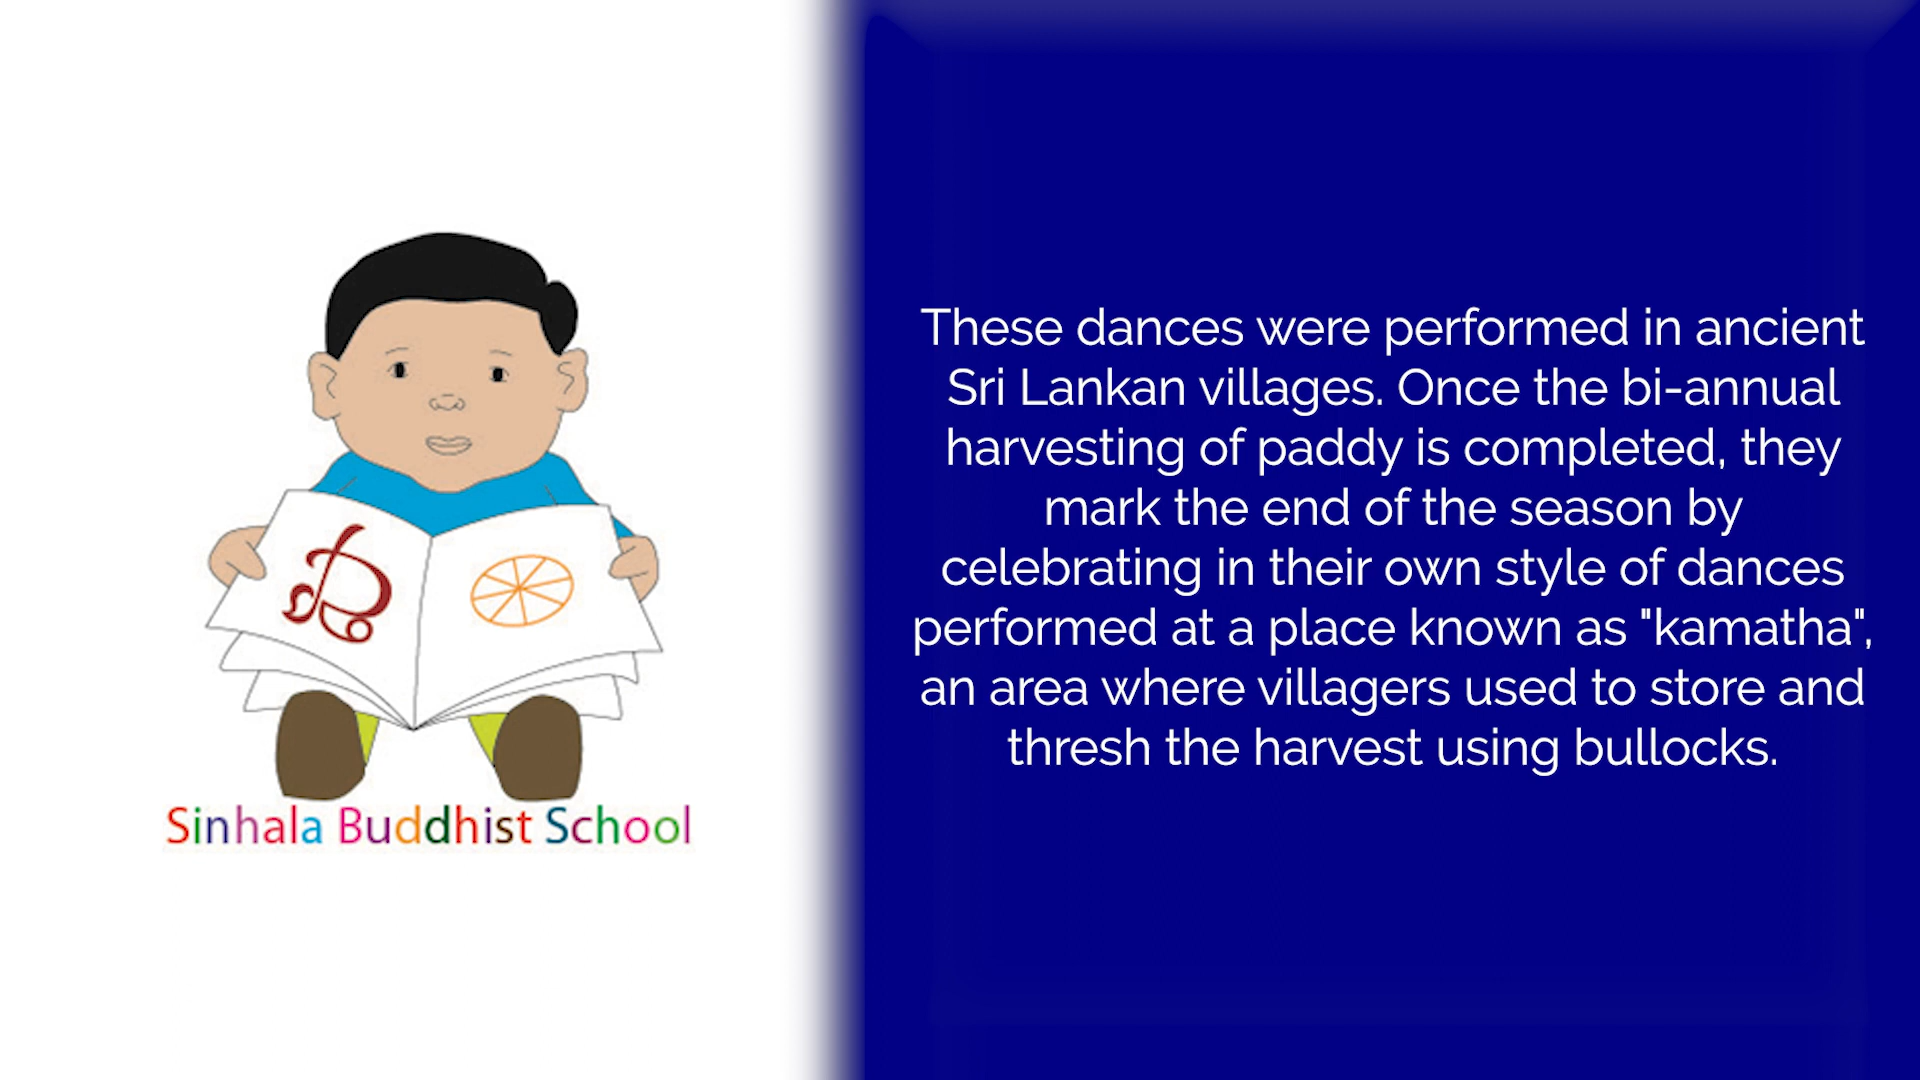 Sinhala Buddhist School
These dances were performed in ancient
Sri Lankan villages. Once the bi-annual
harvesting of paddy is completed, they
mark the end of the season by
celebrating in their own style of dances
performed at a place known as "kamatha",
an area where villagers used to store and
thresh the harvest using bullocks.